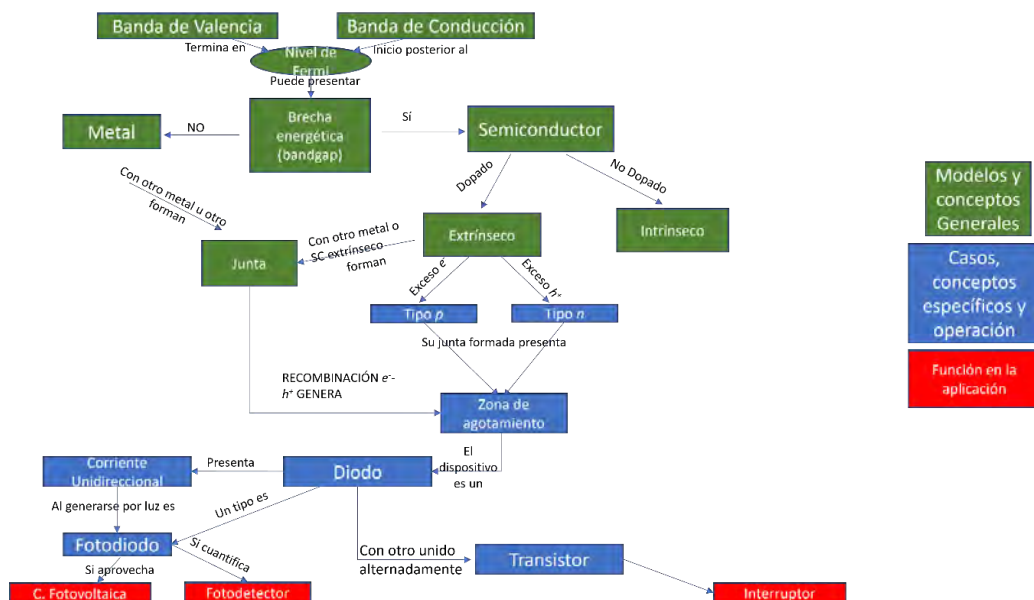 Banda de Valencia
Banda de Conducción
Termina en
Inicio posterior al
Nivel de
Fermi
Puede presentar
Brecha
energética
(bandgap)
NO
Metal
Sí
Semiconductor
Dopado
No Dopado
Con otro metal u otro
forman
Con otro metal o
SC extrínseco
forman
Extrínseco
Intrínseco
Junta
Exceso e-
Exceso h+
Tipo p
Tipo n
Su junta formada presenta
RECOMBINACIÓN e--
h+ GENERA
Zona de
agotamiento
El
dispositivo
es un
Corriente
Unidireccional
Presenta
Diodo
Al generarse por luz es
Un tipo es
Fotodiodo
Si cuantifica
Si aprovecha
C. Fotovoltaica
Fotodetector
Con otro unido
alternadamente
Transistor
Interruptor
Modelos y
conceptos
Generales
Casos,
conceptos
específicos y
operación
Función en la
aplicación